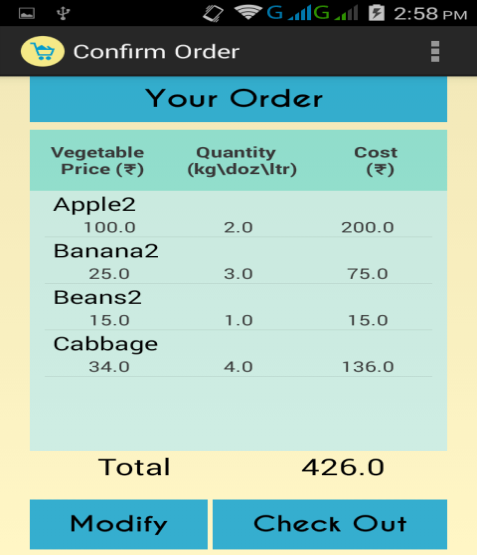 G G 2:58 PM
Confirm Order
Your Order
Vegetable Quantity Cost
Price (₹) (kg\doz\ltr) (₹)
Apple2
100.0 2.0 200.0
Banana2
25.0 3.0 75.0
Beans2
15.0 1.0 15.0
Cabbage
34.0 4.0 136.0
Total 426.0
Modify Check Out